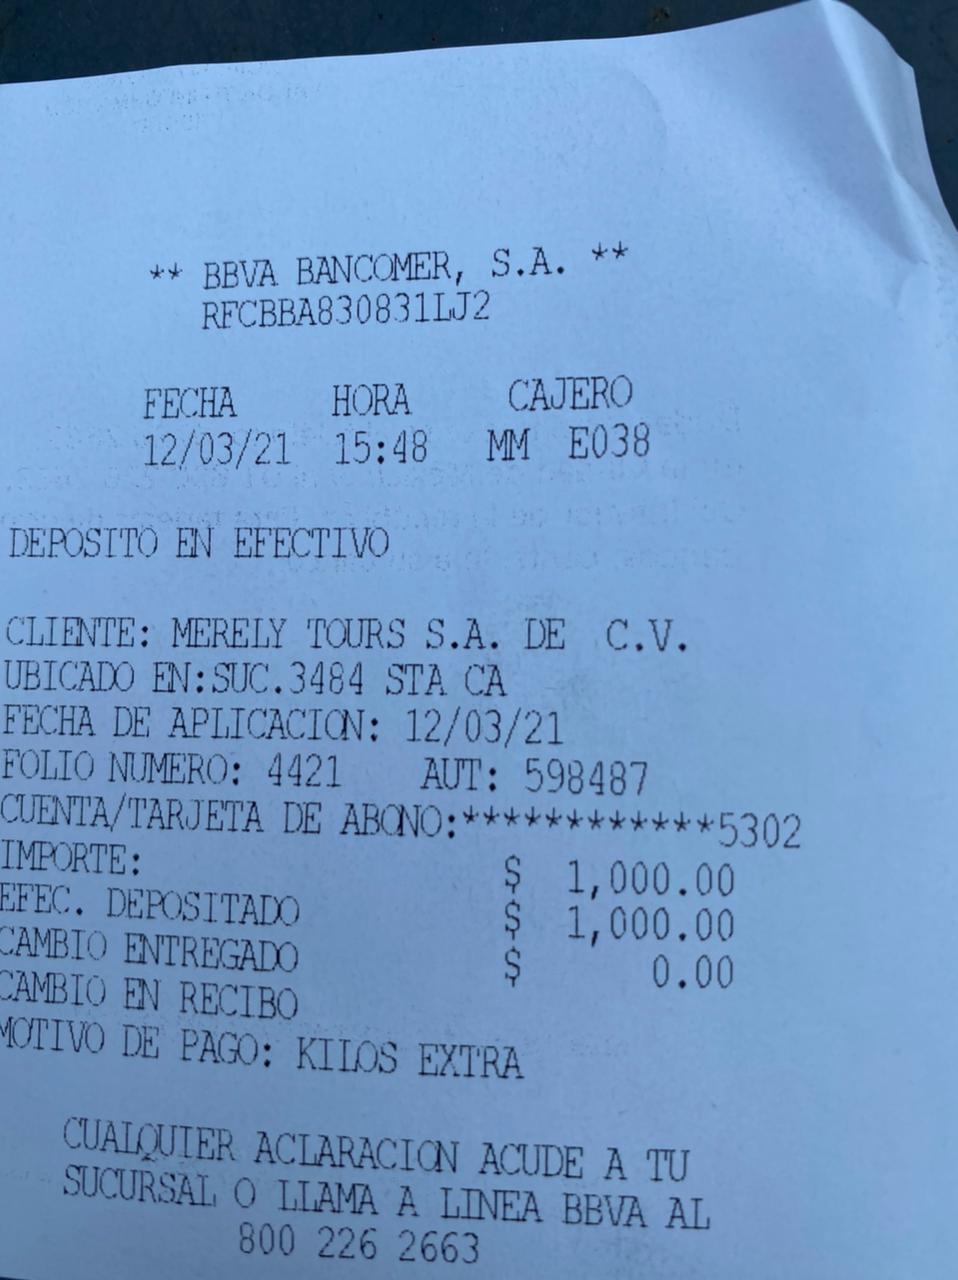 ** BBVA BANCOMER, S.A. **
RFCBBA830831LJ2
FECHA HORA CAJERO
12/03/21 15:48 MM E038
DEPOSITO EN EFECTIVO
CLIENTE: MERELY TOURS S.A. DE C.V.
UBICADO EN:SUC.3484 STA CA
FECHA DE APLICACION: 12/03/21
FOLIO NUMERO: 4421 AUT: 598487
CUENTA/TARJETA DE ABONO:************5302
IMPORTE: $ 1,000.00
EFEC. DEPOSITADO $ 1,000.00
CAMBIO ENTREGADO $ 0.00
CAMBIO EN RECIBO
MOTIVO DE PAGO: KILOS EXTRA
CUALQUIER ACLARACION ACUDE A TU
SUCURSAL O LLAMA A LINEA BBVA AL
800 226 2663